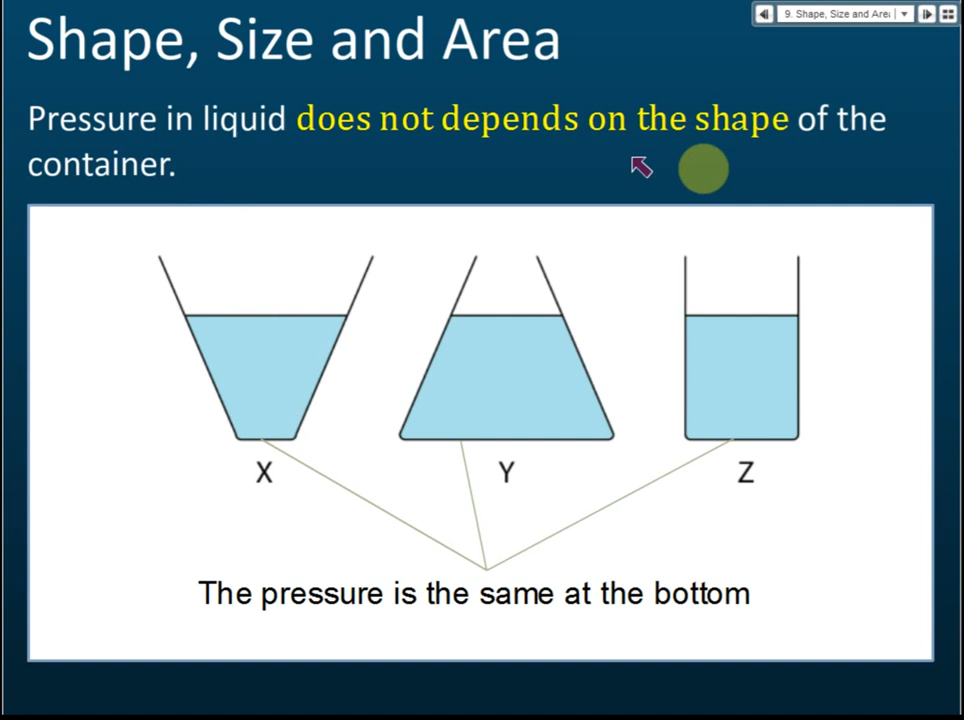 9. Shape, Size and Area
Shape, Size and Area
Pressure in liquid does not depends on the shape of the
container.
X
Y
Z
The pressure is the same at the bottom